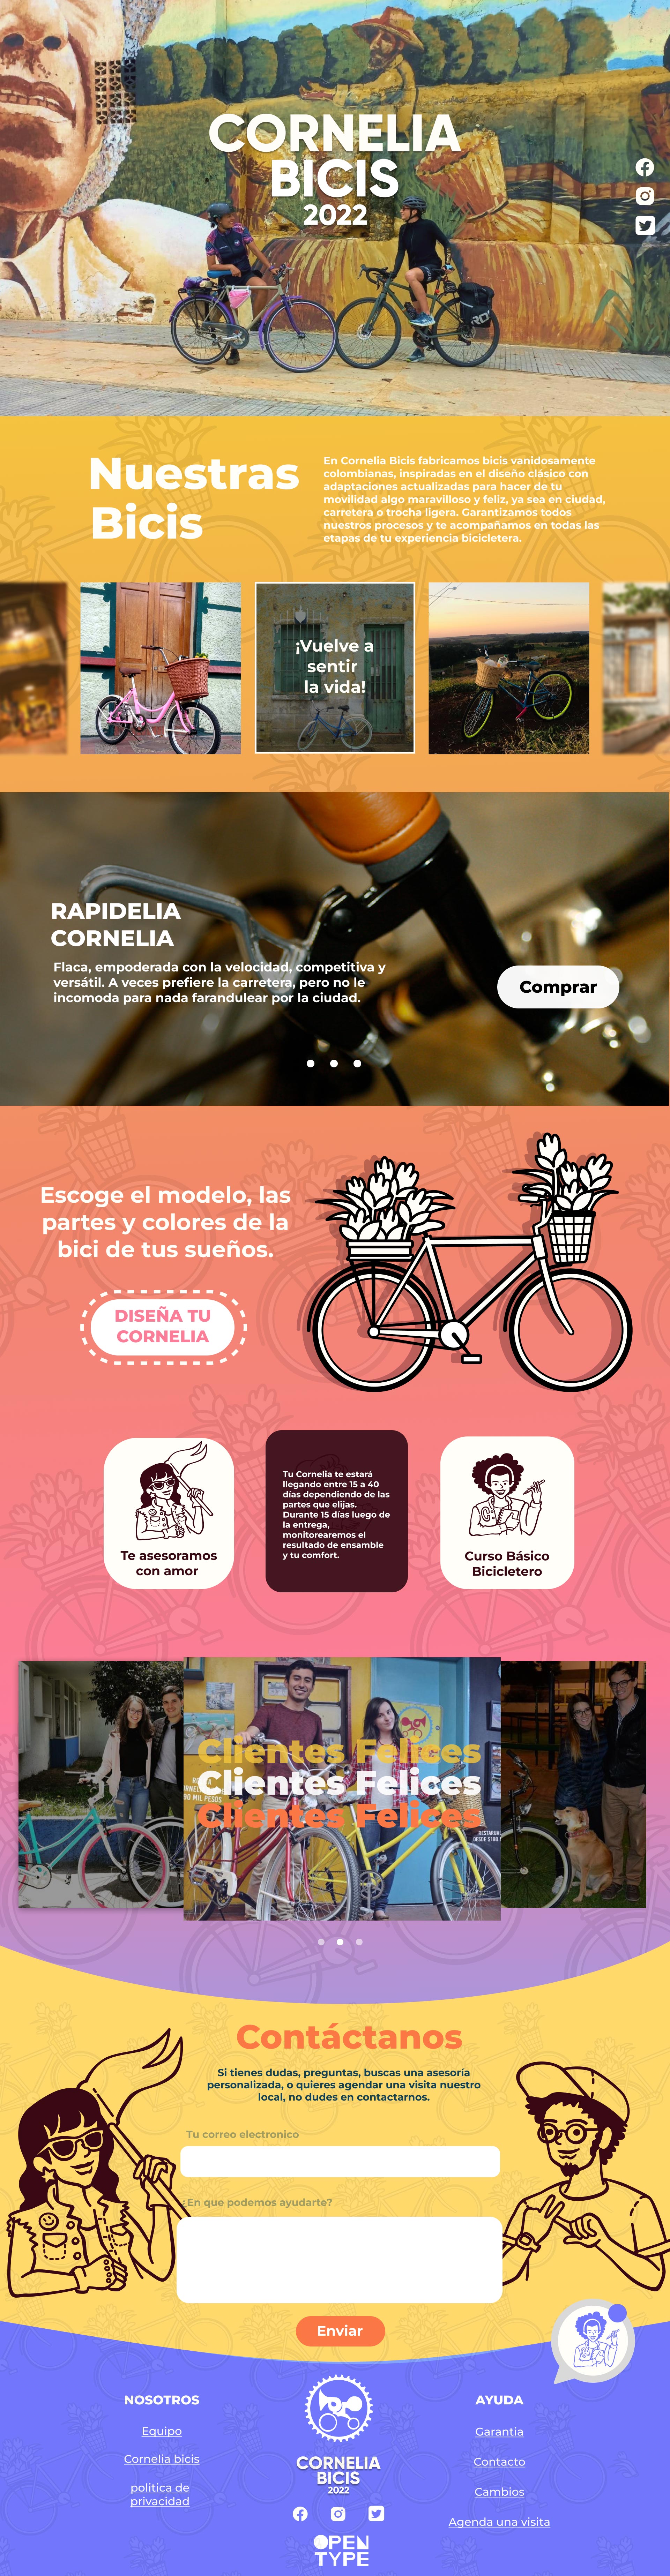 CORNELIA
BICIS
2022
Nuestras
Bicis
En Cornelia Bicis fabricamos bicis vanidosamente
colombianas, inspiradas en el diseño clásico con
adaptaciones actualizadas para hacer de tu
movilidad algo maravilloso y feliz, ya sea en ciudad,
carretera o trocha ligera. Garantizamos todos
nuestros procesos y te acompañamos en todas las
etapas de tu experiencia bicicletera.
¡Vuelve a
sentir
la vida!
RAPIDELIA
CORNELIA
Flaca, empoderada con la velocidad, competitiva y
versátil. A veces prefiere la carretera, pero no le
incomoda para nada farandulear por la ciudad.
Comprar
Escoge el modelo, las
partes y colores de la
bici de tus sueños.
DISEÑA TU
CORNELIA
Te asesoramos
con amor
Tu Cornelia te estará
llegando entre 15 a 40
días dependiendo de las
partes que elijas.
Durante 15 días luego de
la entrega,
monitorearemos el
resultado de ensamble
y tu comfort.
Curso Básico
Bicicletero
Clientes Felices
Clientes Felices
Clientes Felices
Contáctanos
Si tienes dudas, preguntas, buscas una asesoría
personalizada, o quieres agendar una visita nuestro
local, no dudes en contactarnos.
Tu correo electronico
¿En que podemos ayudarte?
Enviar
NOSOTROS
Equipo
Cornelia bicis
politica de
privacidad
CORNELIA
BICIS
2022
OPEN
TYPE
AYUDA
Garantia
Contacto
Cambios
Agenda una visita